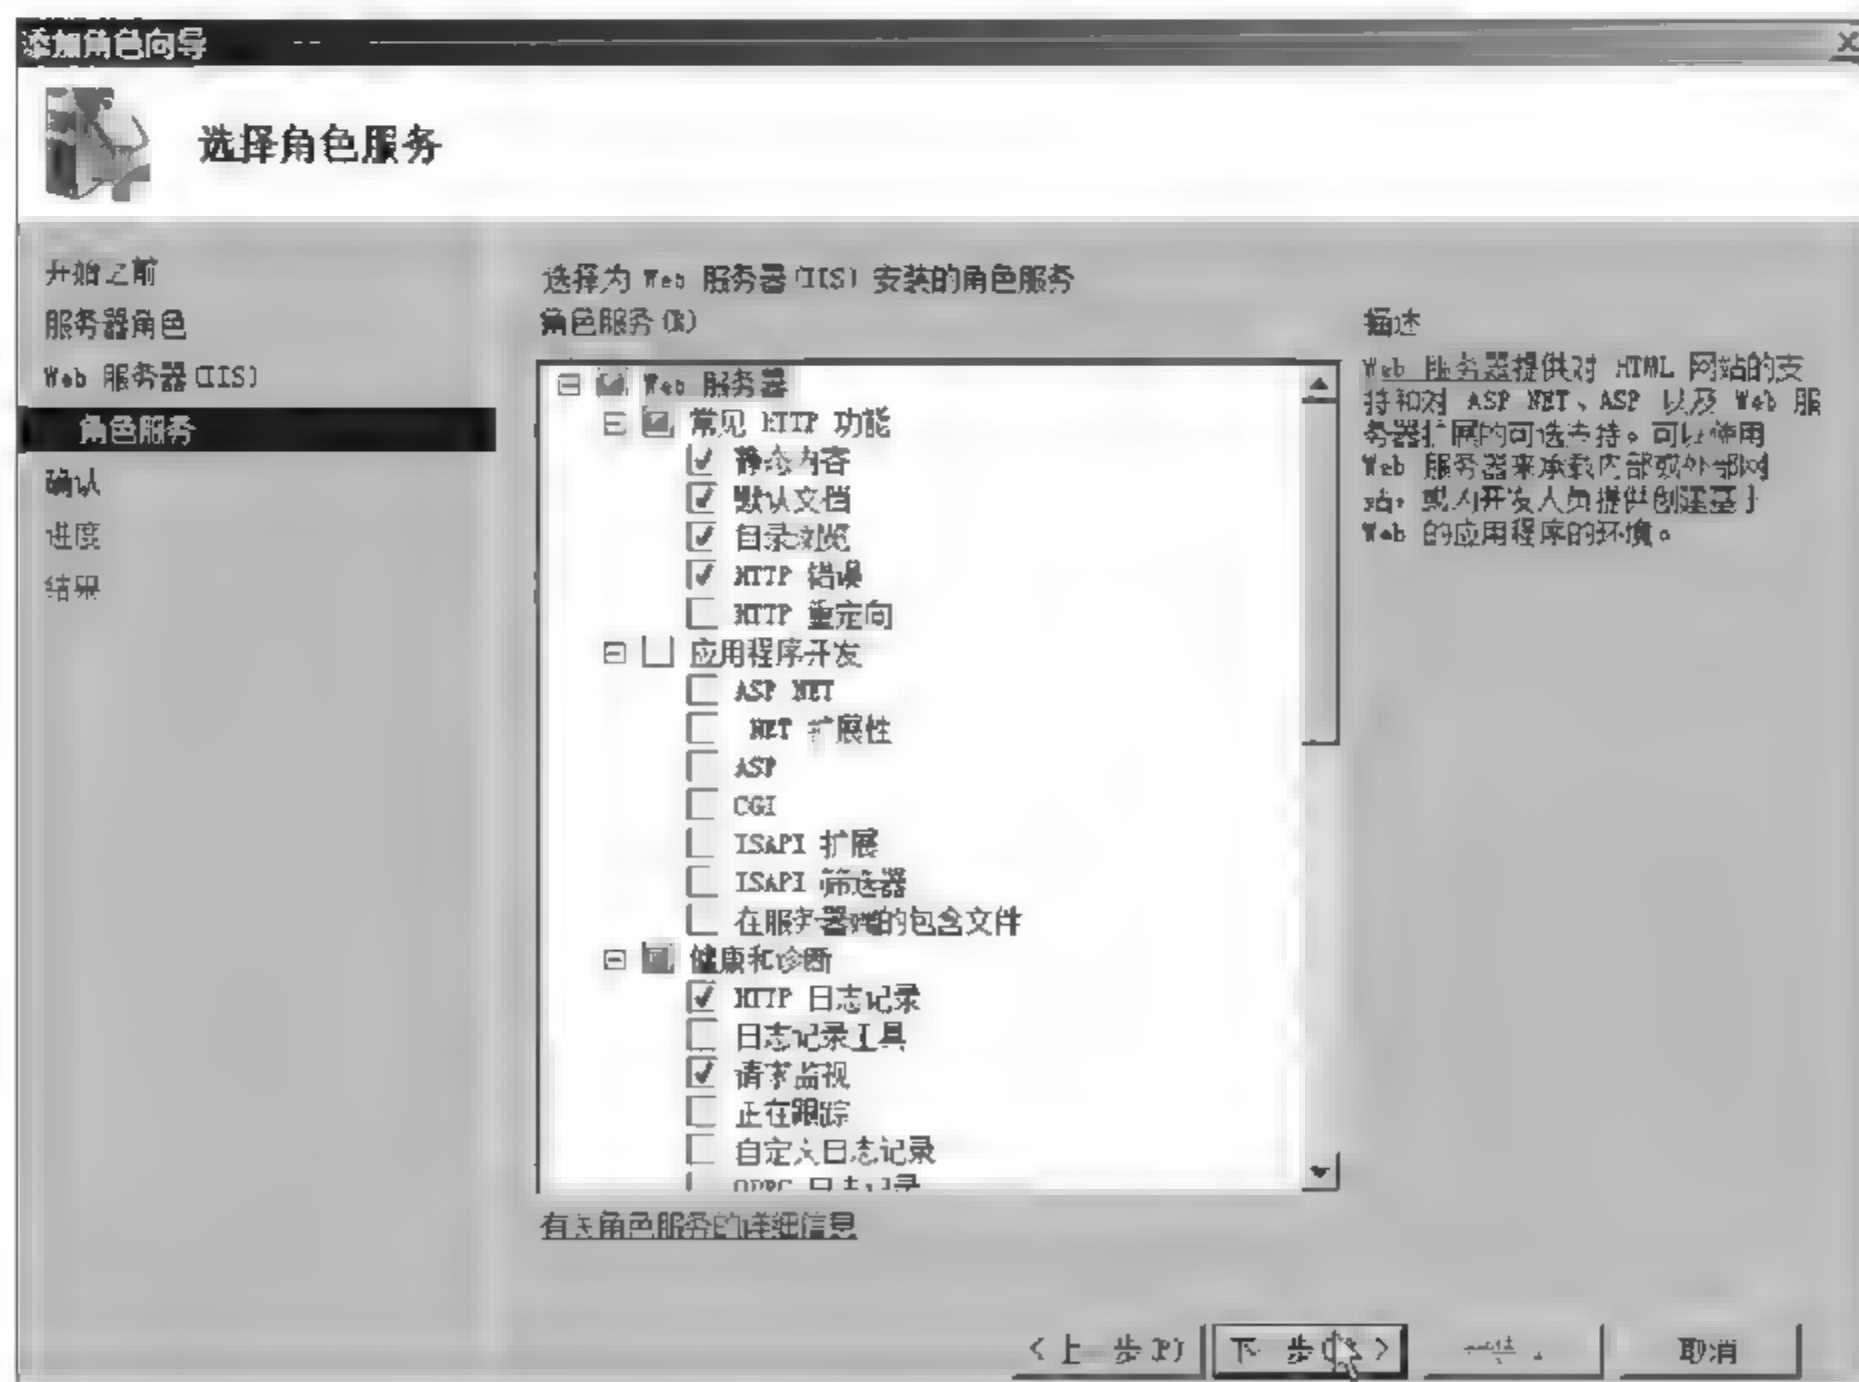 添加角色向导
选择角色服务
开始之前
服务器角色
Web 服务器(IIS)
角色服务
确认
进度
结果
选择为 Web 服务器(IIS) 安装的角色服务
角色服务(R)
Web 服务器
常见 HTTP 功能
静态内容
默认文档
目录浏览
HTTP 错误
HTTP 重定向
应用程序开发
ASP NET
NET 扩展性
ASP
CGI
ISAPI 扩展
ISAPI 筛选器
在服务器端的包含文件
健康和诊断
HTTP 日志记录
日志记录工具
请求监视
正在跟踪
自定义日志记录
ODBC 日志记录
有关角色服务的详细信息
描述
Web 服务器提供对 HTML 网站的支
持和对 ASP NET、ASP 以及 Web 服
务器扩展的可选支持。可以使用
Web 服务器来承载内部或外部网
站，或为开发人员提供创建基于
Web 的应用程序的环境。
<上一步(P)
下一步 >
取消